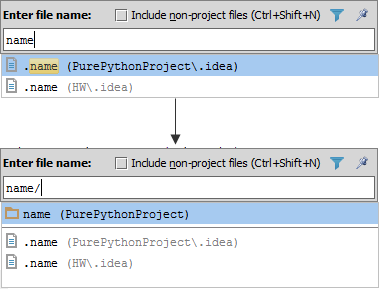 Enter file name: Include non-project files (Ctrl+Shift+N)
name
.name (PurePythonProject\.idea)
.name (HW\.idea)
Enter file name: Include non-project files (Ctrl+Shift+N)
name/
name (PurePythonProject)
.name (PurePythonProject\.idea)
.name (HW\.idea)